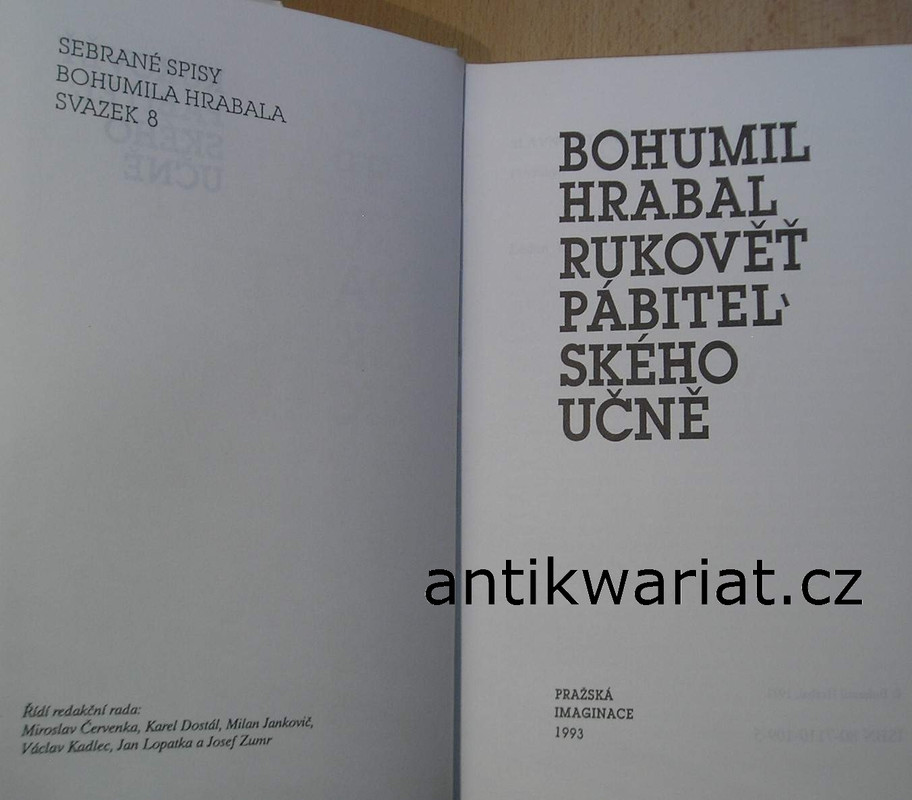 SEBRANÉ SPISY
BOHUMILA HRABALA
SVAZEK 8
Řídí redakční rada:
Miroslav Červenka, Karel Dostál, Milan Jankovič,
Václav Kadlec, Jan Lopatka a Josef Zumr
BOHUMIL
HRABAL
RUKOVĚŤ
PÁBITEL‵
SKÉHO
UČNĚ
antikwariat.cz
PRAŽSKÁ
IMAGINACE
1993